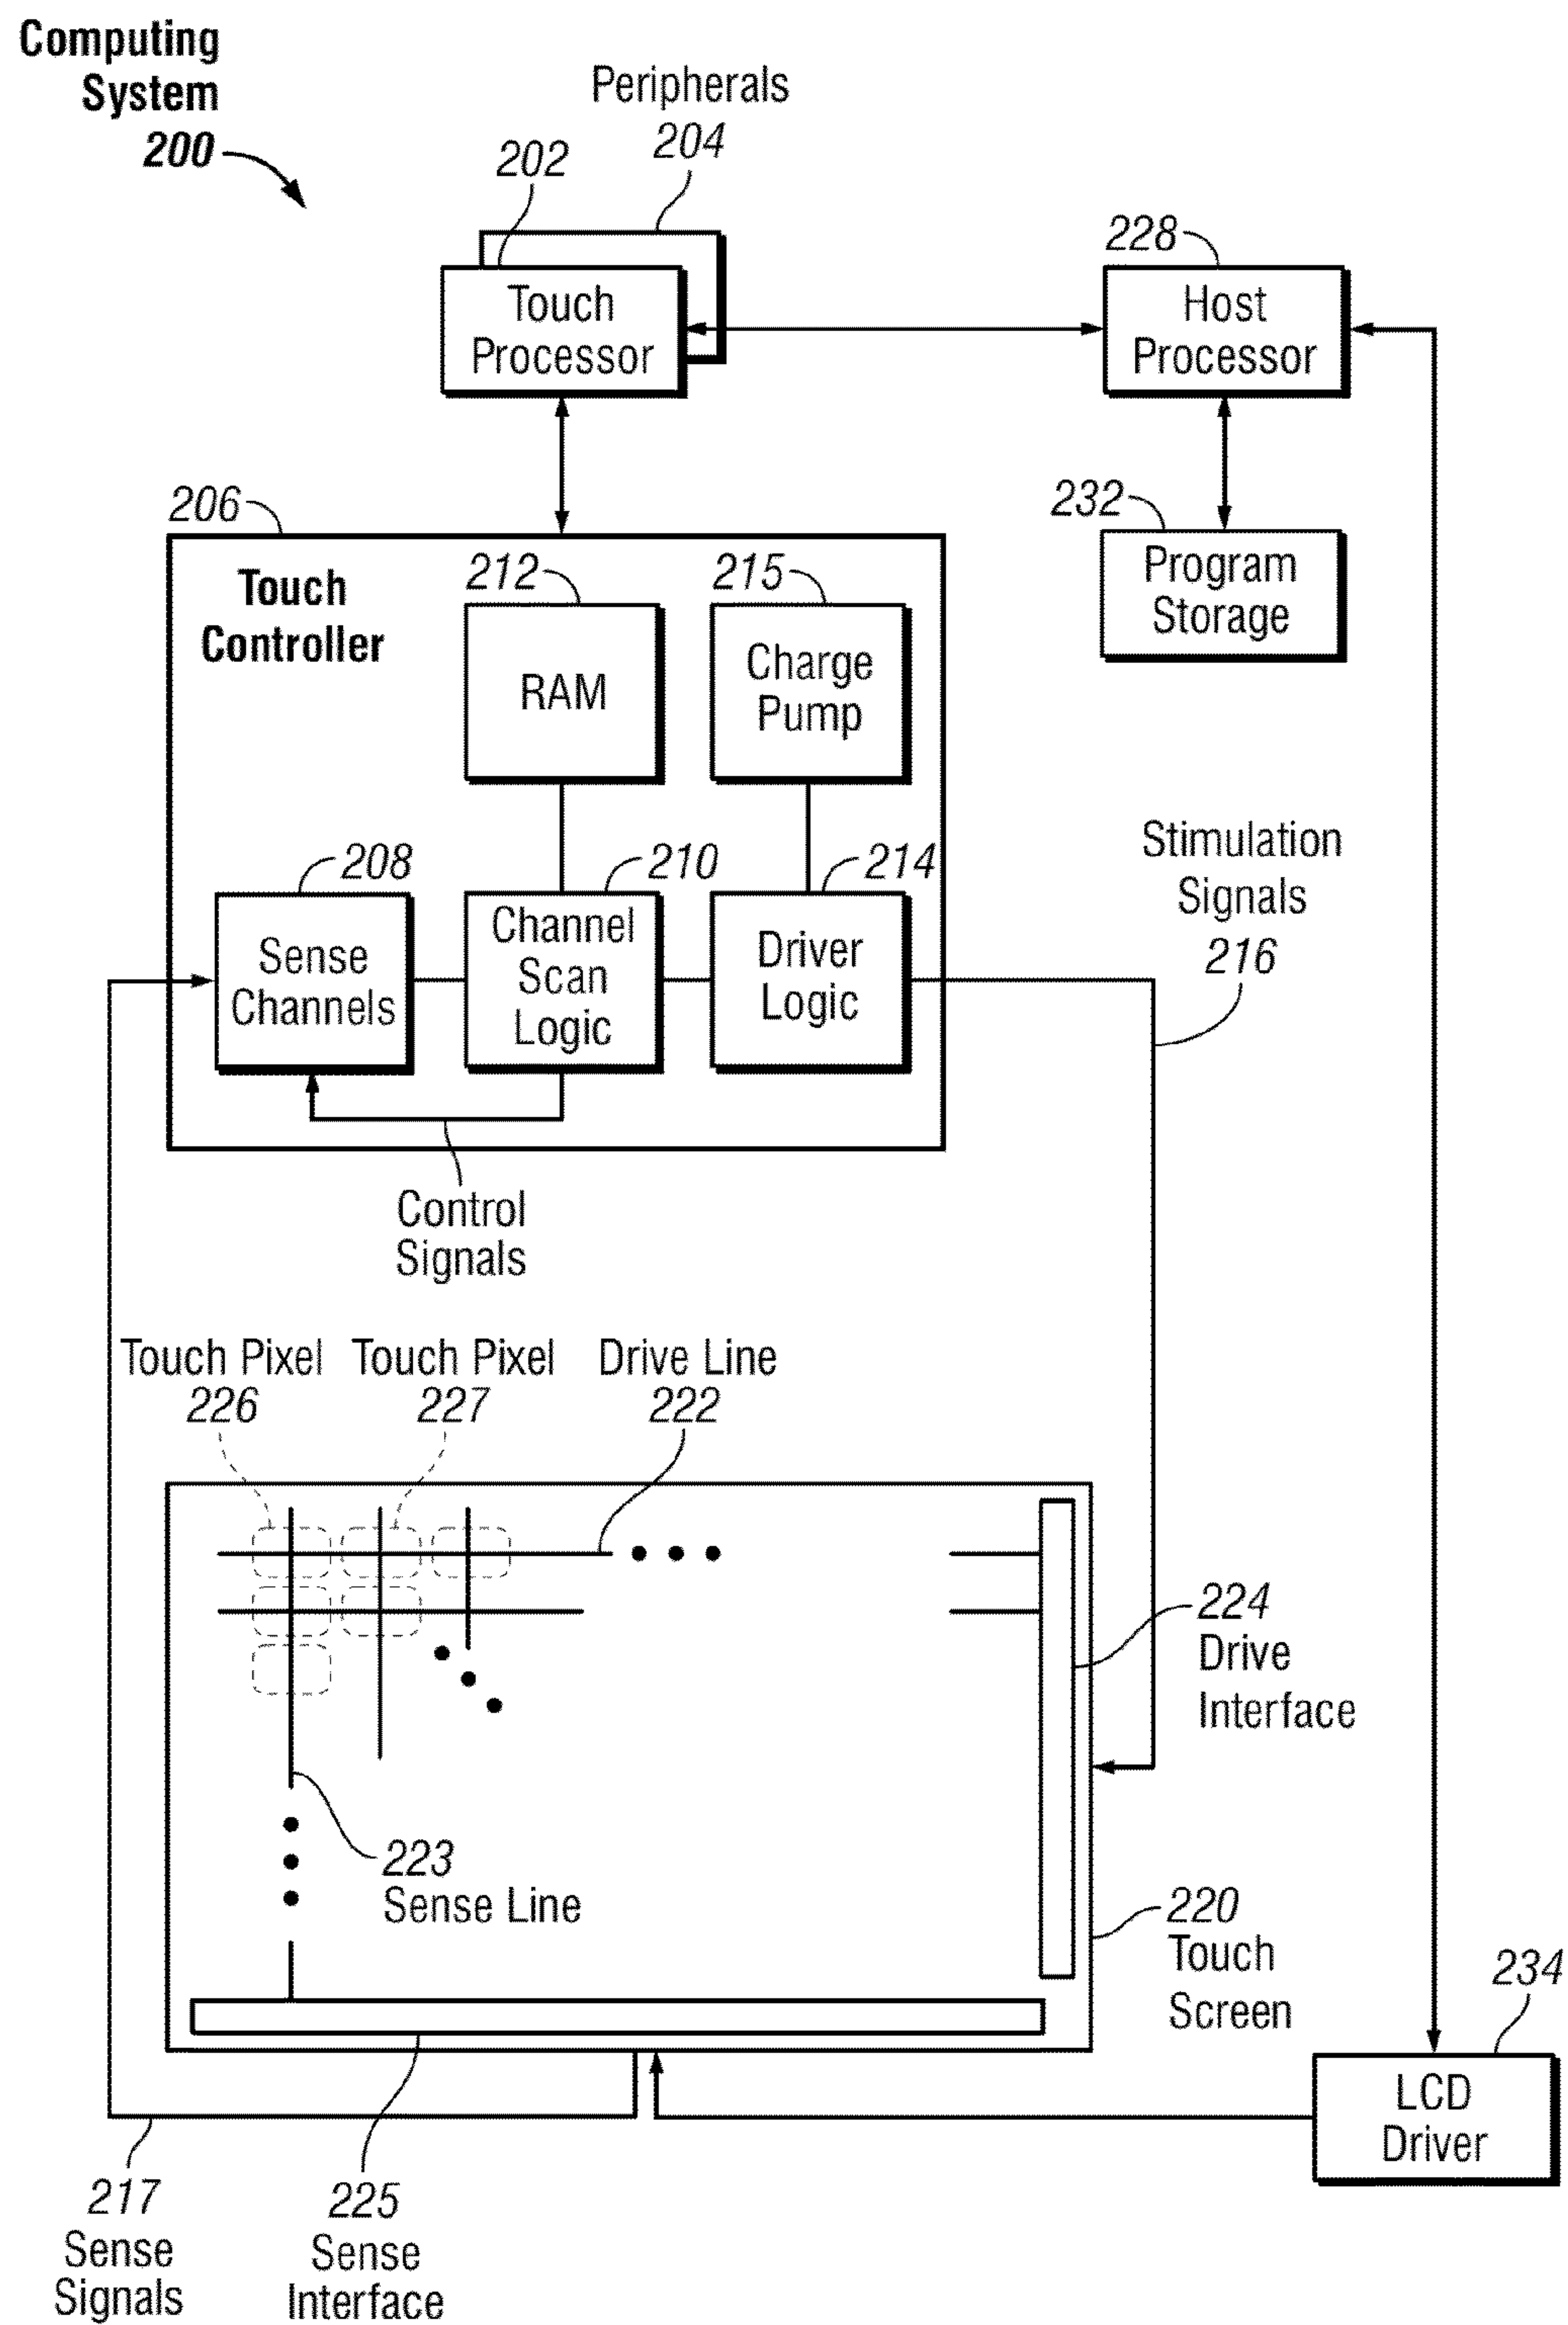 Computing
System
200
Peripherals
204
202
228
Touch
Processor
Host
Processor
206
232
Touch
Controller
212
215
Program
Storage
RAM
Charge
Pump
208
210
214
Sense
Channels
Channel
Scan
Logic
Driver
Logic
Stimulation
Signals
216
Control
Signals
Touch Pixel
226
Touch Pixel
227
Drive Line
222
224
Drive
Interface
223
Sense Line
220
Touch
Screen
234
LCD
Driver
217
Sense
Signals
225
Sense
Interface